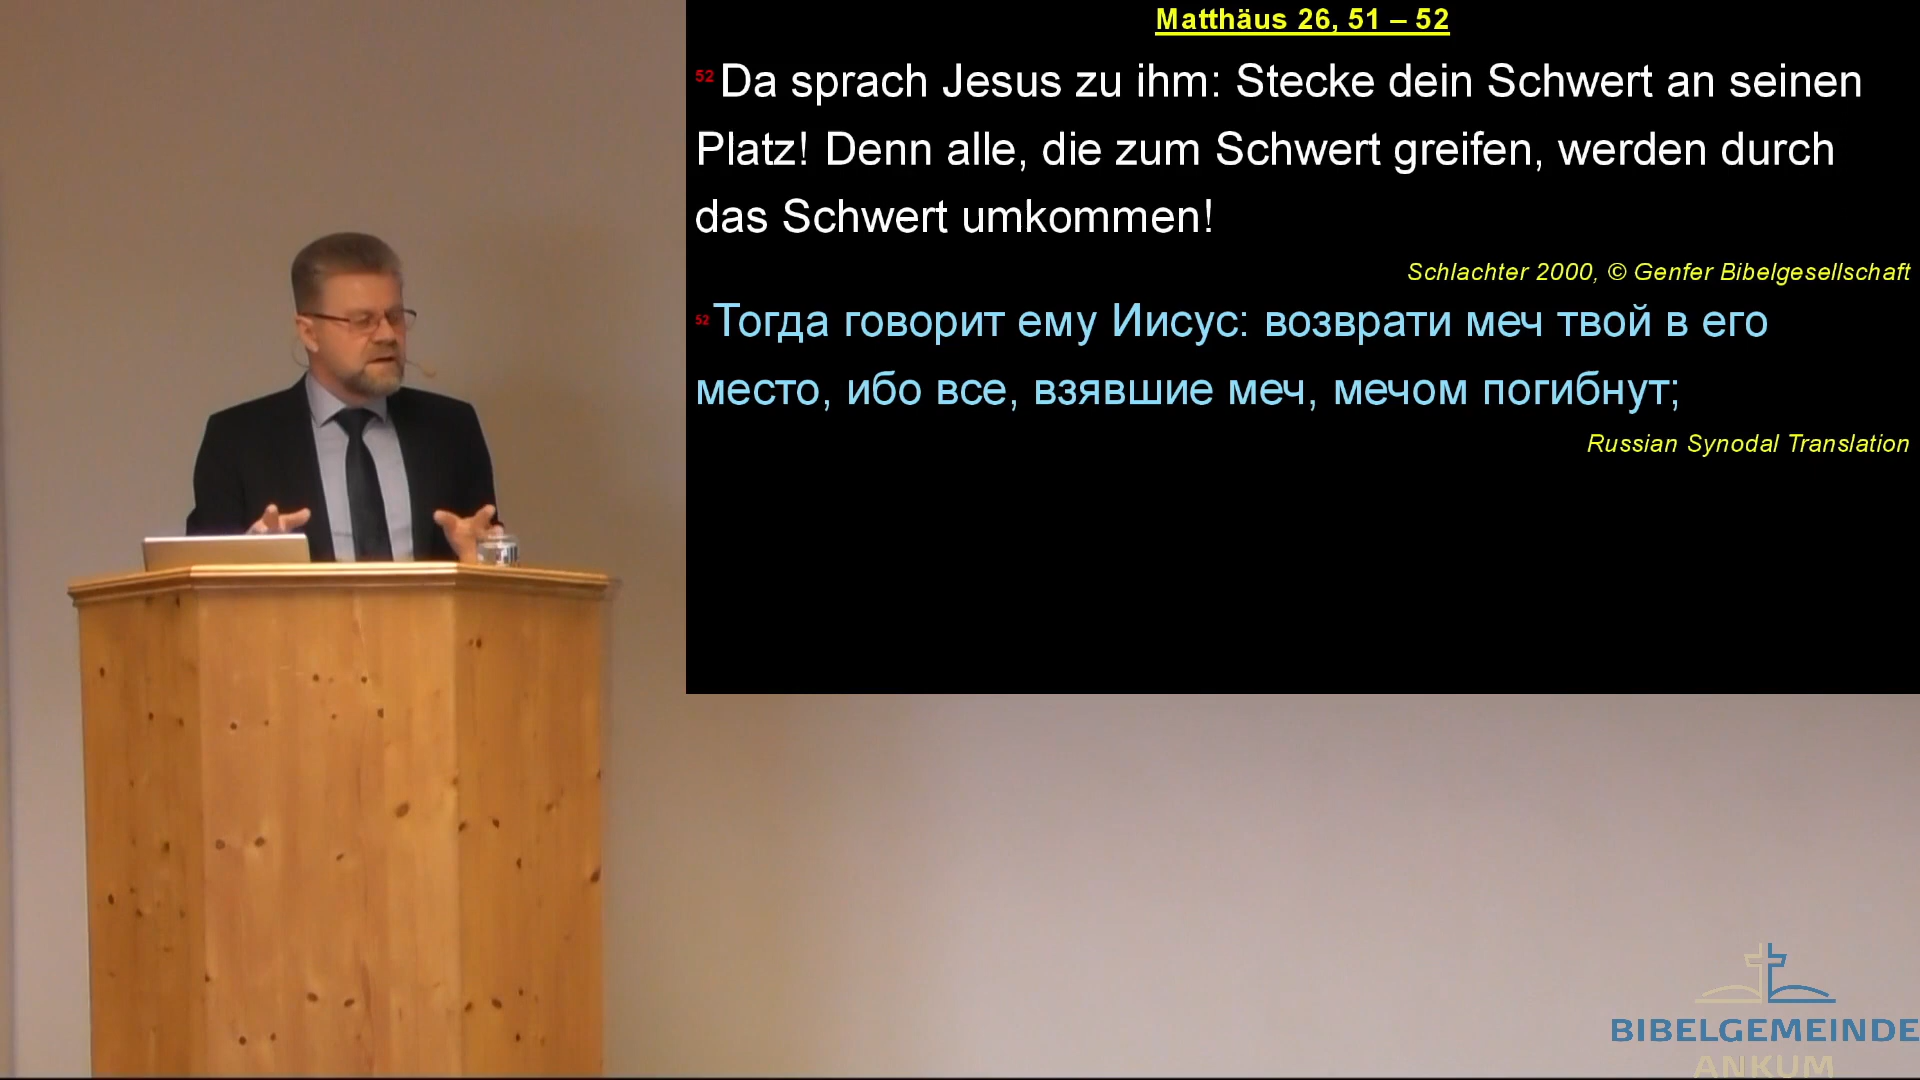 Matthäus 26, 51 – 52
52 Da sprach Jesus zu ihm: Stecke dein Schwert an seinen
Platz! Denn alle, die zum Schwert greifen, werden durch
das Schwert umkommen!
Schlachter 2000, © Genfer Bibelgesellschaft
52 Тогда говорит ему Иисус: возврати меч твой в его
место, ибо все, взявшие меч, мечом погибнут;
Russian Synodal Translation
BIBELGEMEINDE
ANKUM